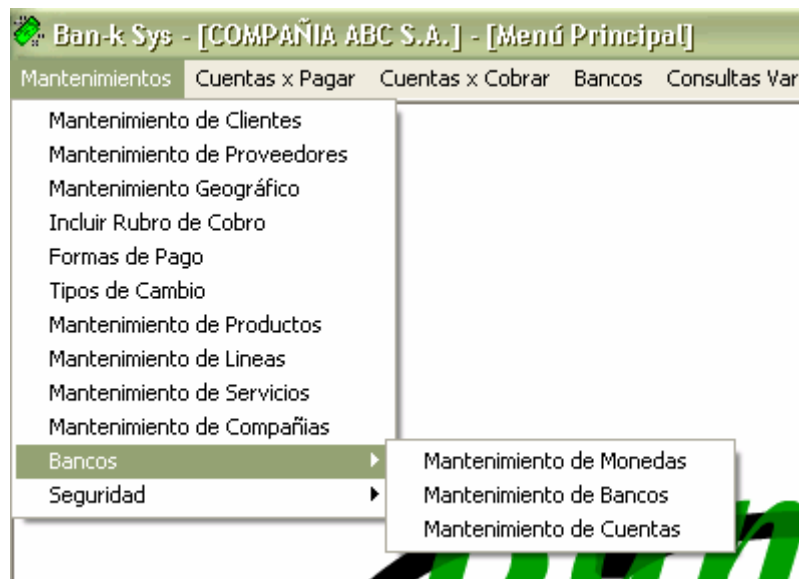 Ban-k Sys - [COMPAÑIA ABC S.A.] - [Menú Principal]
Mantenimientos Cuentas x Pagar Cuentas x Cobrar Bancos Consultas Var
Mantenimiento de Clientes
Mantenimiento de Proveedores
Mantenimiento Geográfico
Incluir Rubro de Cobro
Formas de Pago
Tipos de Cambio
Mantenimiento de Productos
Mantenimiento de Lineas
Mantenimiento de Servicios
Mantenimiento de Compañias
Bancos
Seguridad
Mantenimiento de Monedas
Mantenimiento de Bancos
Mantenimiento de Cuentas